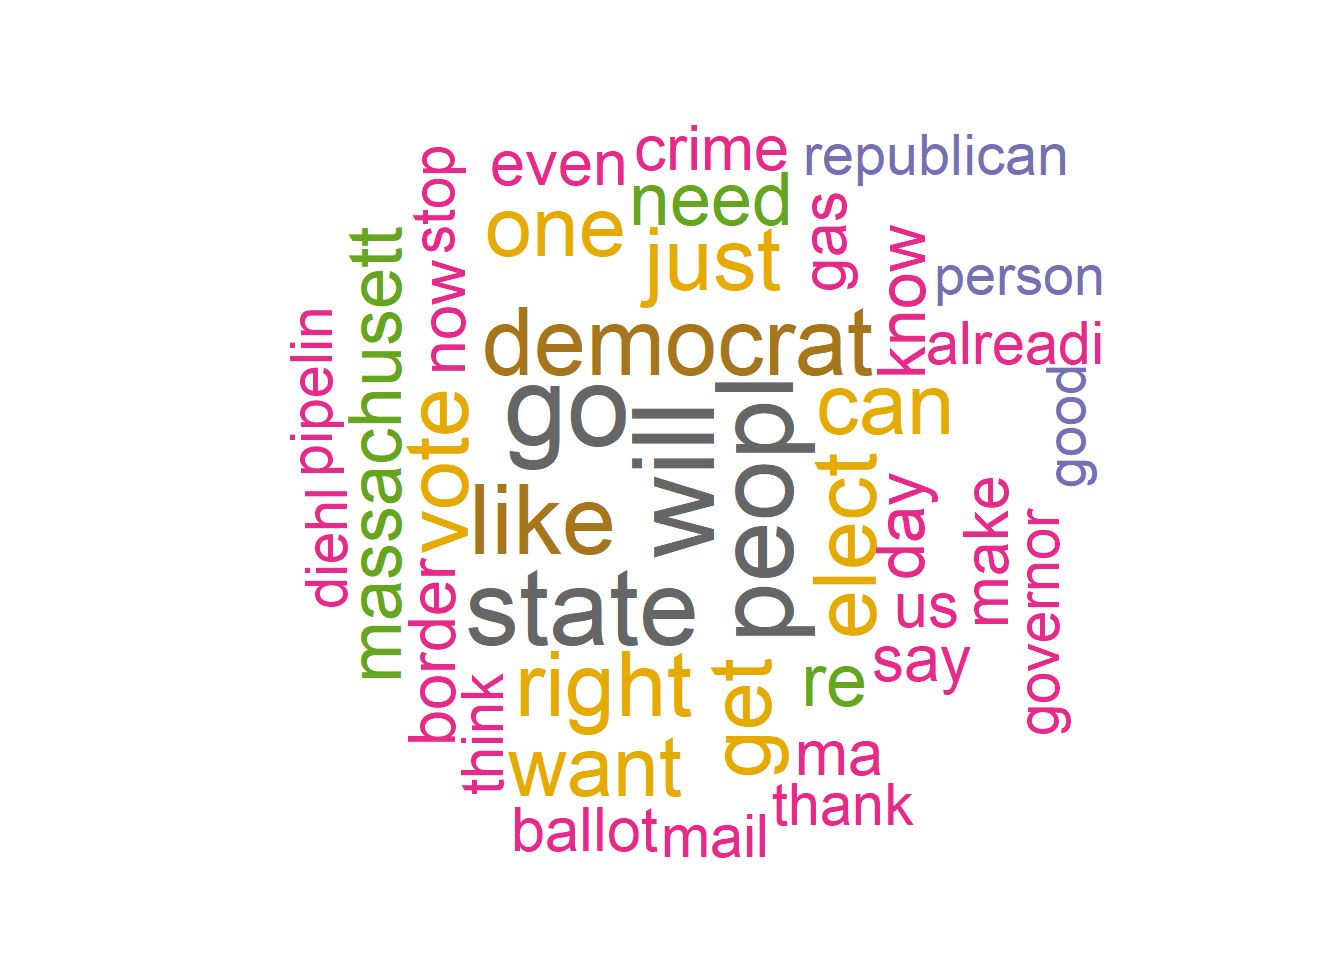 crime
republican
even
stop
need
one
gas
just
know
massachusett
now
person
democrat
pipelin
alreadi
go
will
peopl
can
good
vote
like
elect
day
make
diehl
governor
state
us
border
right
get
re
say
think
want
ma
thank
ballot
mail